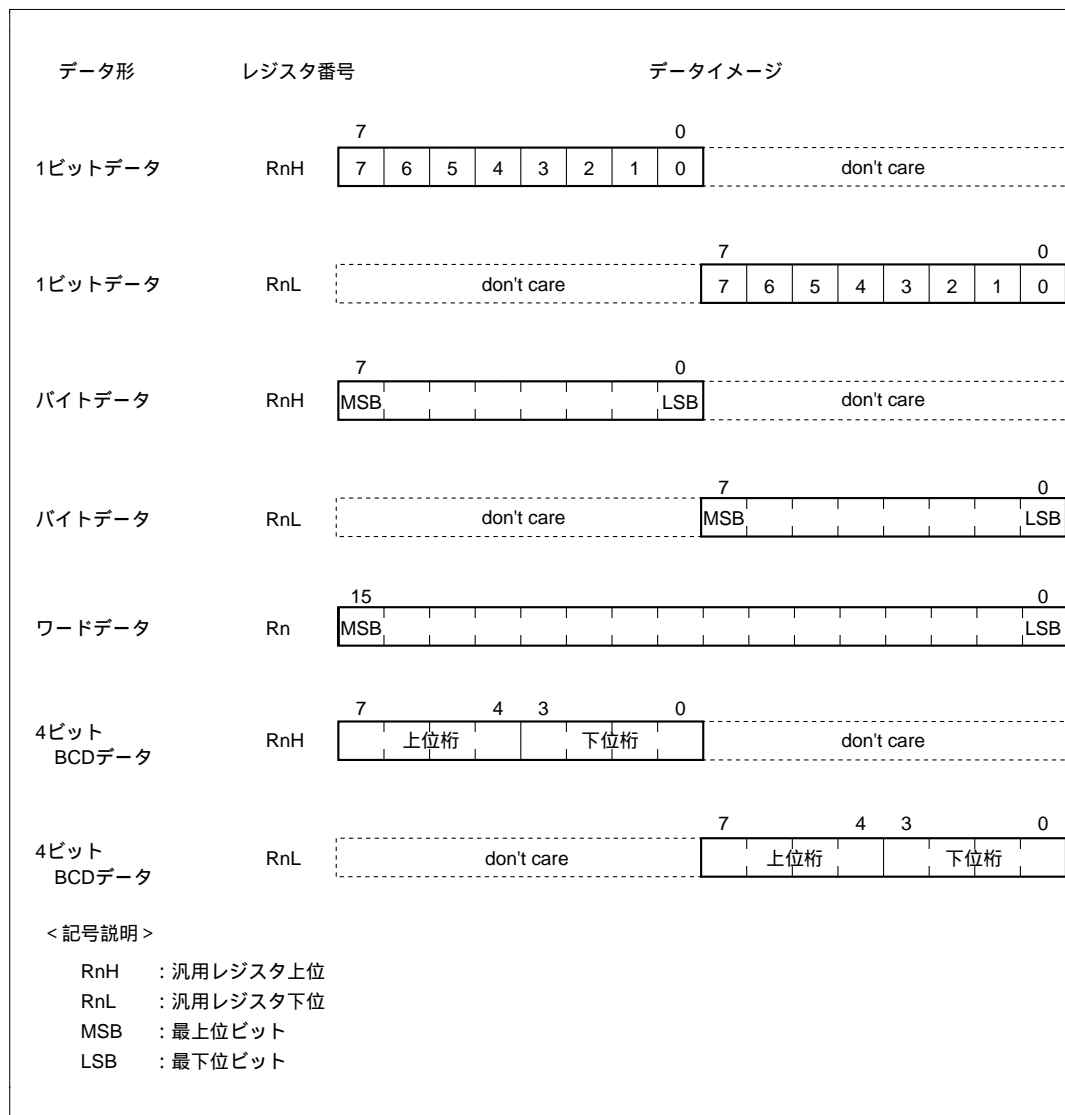 データ形 レジスタ番号 データイメージ
7 0
1ビットデータ RnH 7 6 5 4 3 2 1 0 don't care
7 0
1ビットデータ RnL don't care 7 6 5 4 3 2 1 0
7 0
バイトデータ RnH MSB LSB don't care
7 0
バイトデータ RnL don't care MSB LSB
15 0
ワードデータ Rn MSB LSB
7 4 3 0
4ビット
BCDデータ RnH 上位桁 下位桁 don't care
7 4 3 0
4ビット
BCDデータ RnL don't care 上位桁 下位桁
<記号説明>
RnH :汎用レジスタ上位
RnL :汎用レジスタ下位
MSB :最上位ビット
LSB :最下位ビット